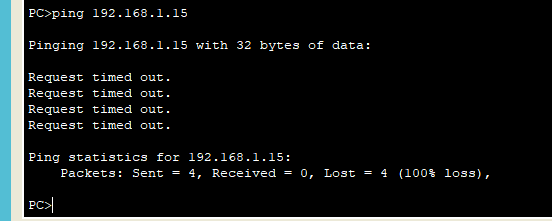 PC>ping 192.168.1.15
Pinging 192.168.1.15 with 32 bytes of data:
Request timed out.
Request timed out.
Request timed out.
Request timed out.
Ping statistics for 192.168.1.15:
Packets: Sent = 4, Received = 0, Lost = 4 (100% loss),
PC>